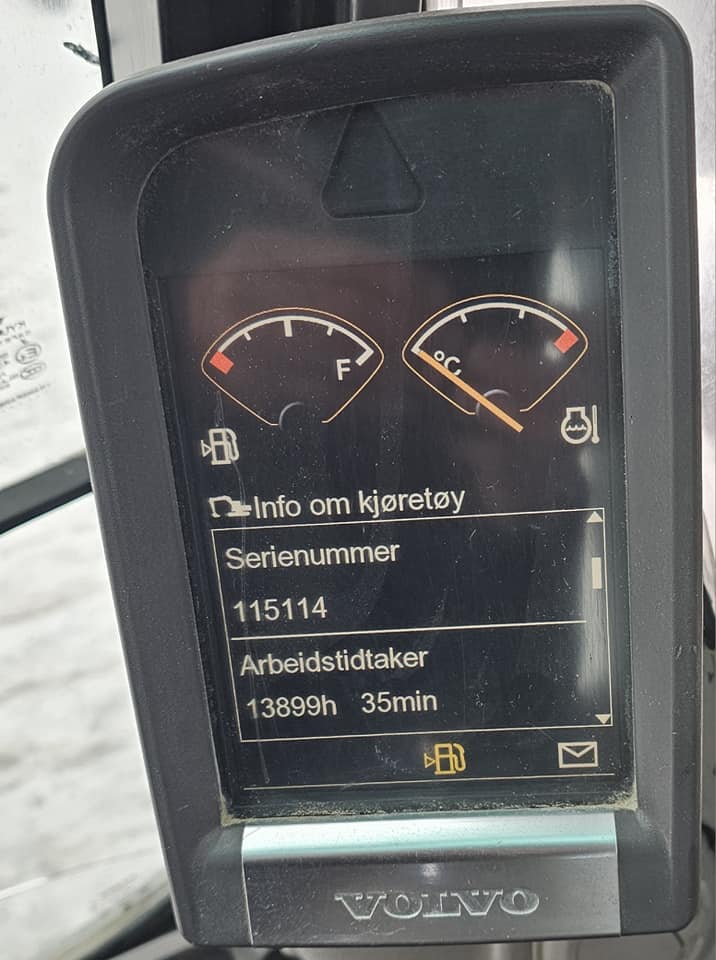 F
°C
Info om kjøretøy
Serienummer
115114
Arbeidstidtaker
13899h 35min
VOLVO